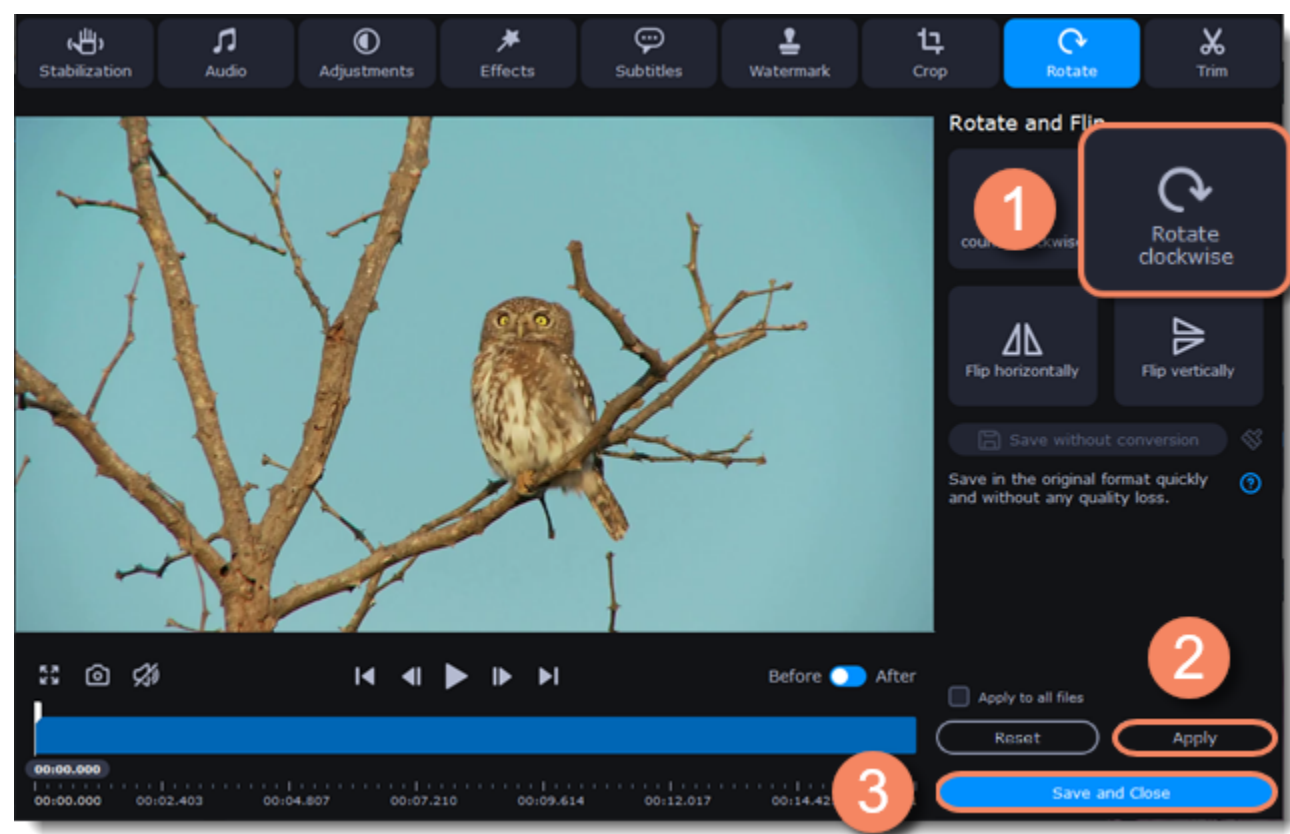 Stabilization
Audio
Adjustments
Effects
Subtitles
Watermark
Crop
Rotate
Trim
Rotate and Flip
1
Rotate
clockwise
Flip horizontally
Flip vertically
Save without conversion
Save in the original format quickly
and without any quality loss.
?
2
Before
After
Apply to all files
Reset
Apply
00:00.000
3
Save and Close
00:00.000
00:02.403
00:04.807
00:07.210
00:09.614
00:12.017